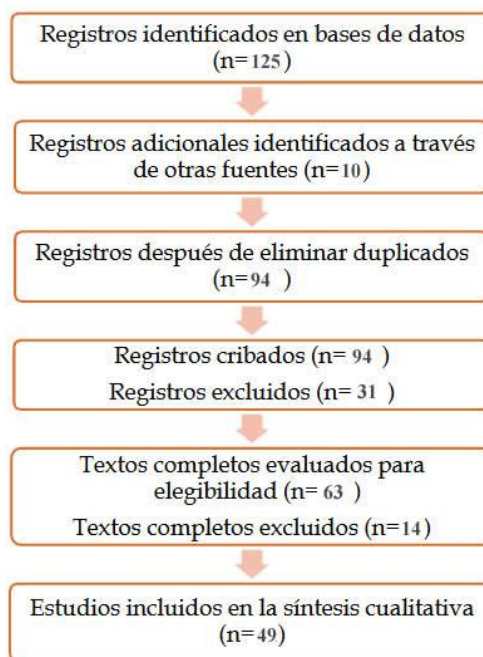 Registros identificados en bases de datos
(n=125)
Registros adicionales identificados a través
de otras fuentes (n=10)
Registros después de eliminar duplicados
(n=94 )
Registros cribados (n= 94)
Registros excluidos (n= 31 )
Textos completos evaluados para
elegibilidad (n= 63 )
Textos completos excluidos (n=14)
Estudios incluidos en la síntesis cualitativa
(n=49)